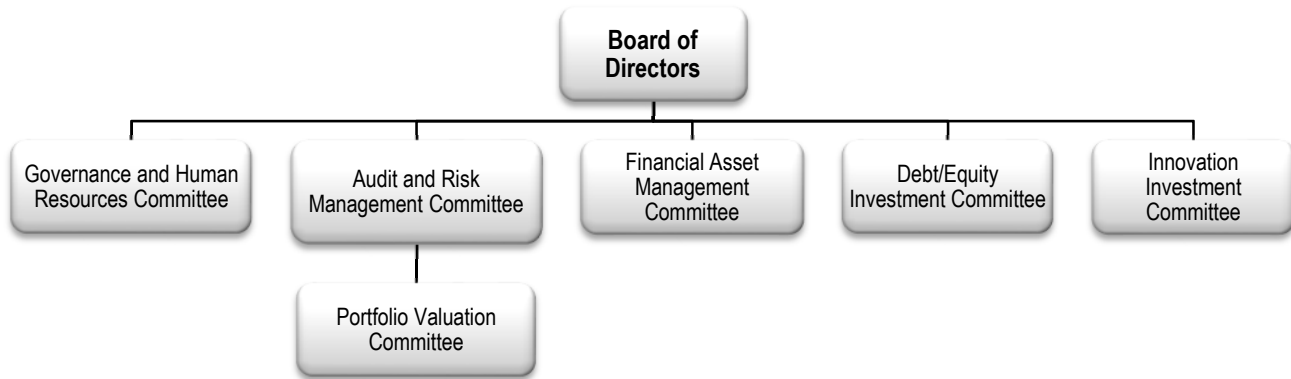 Board of
Directors
Governance and Human
Resources Committee
Audit and Risk
Management Committee
Financial Asset
Management
Committee
Debt/Equity
Investment Committee
Innovation
Investment
Committee
Portfolio Valuation
Committee